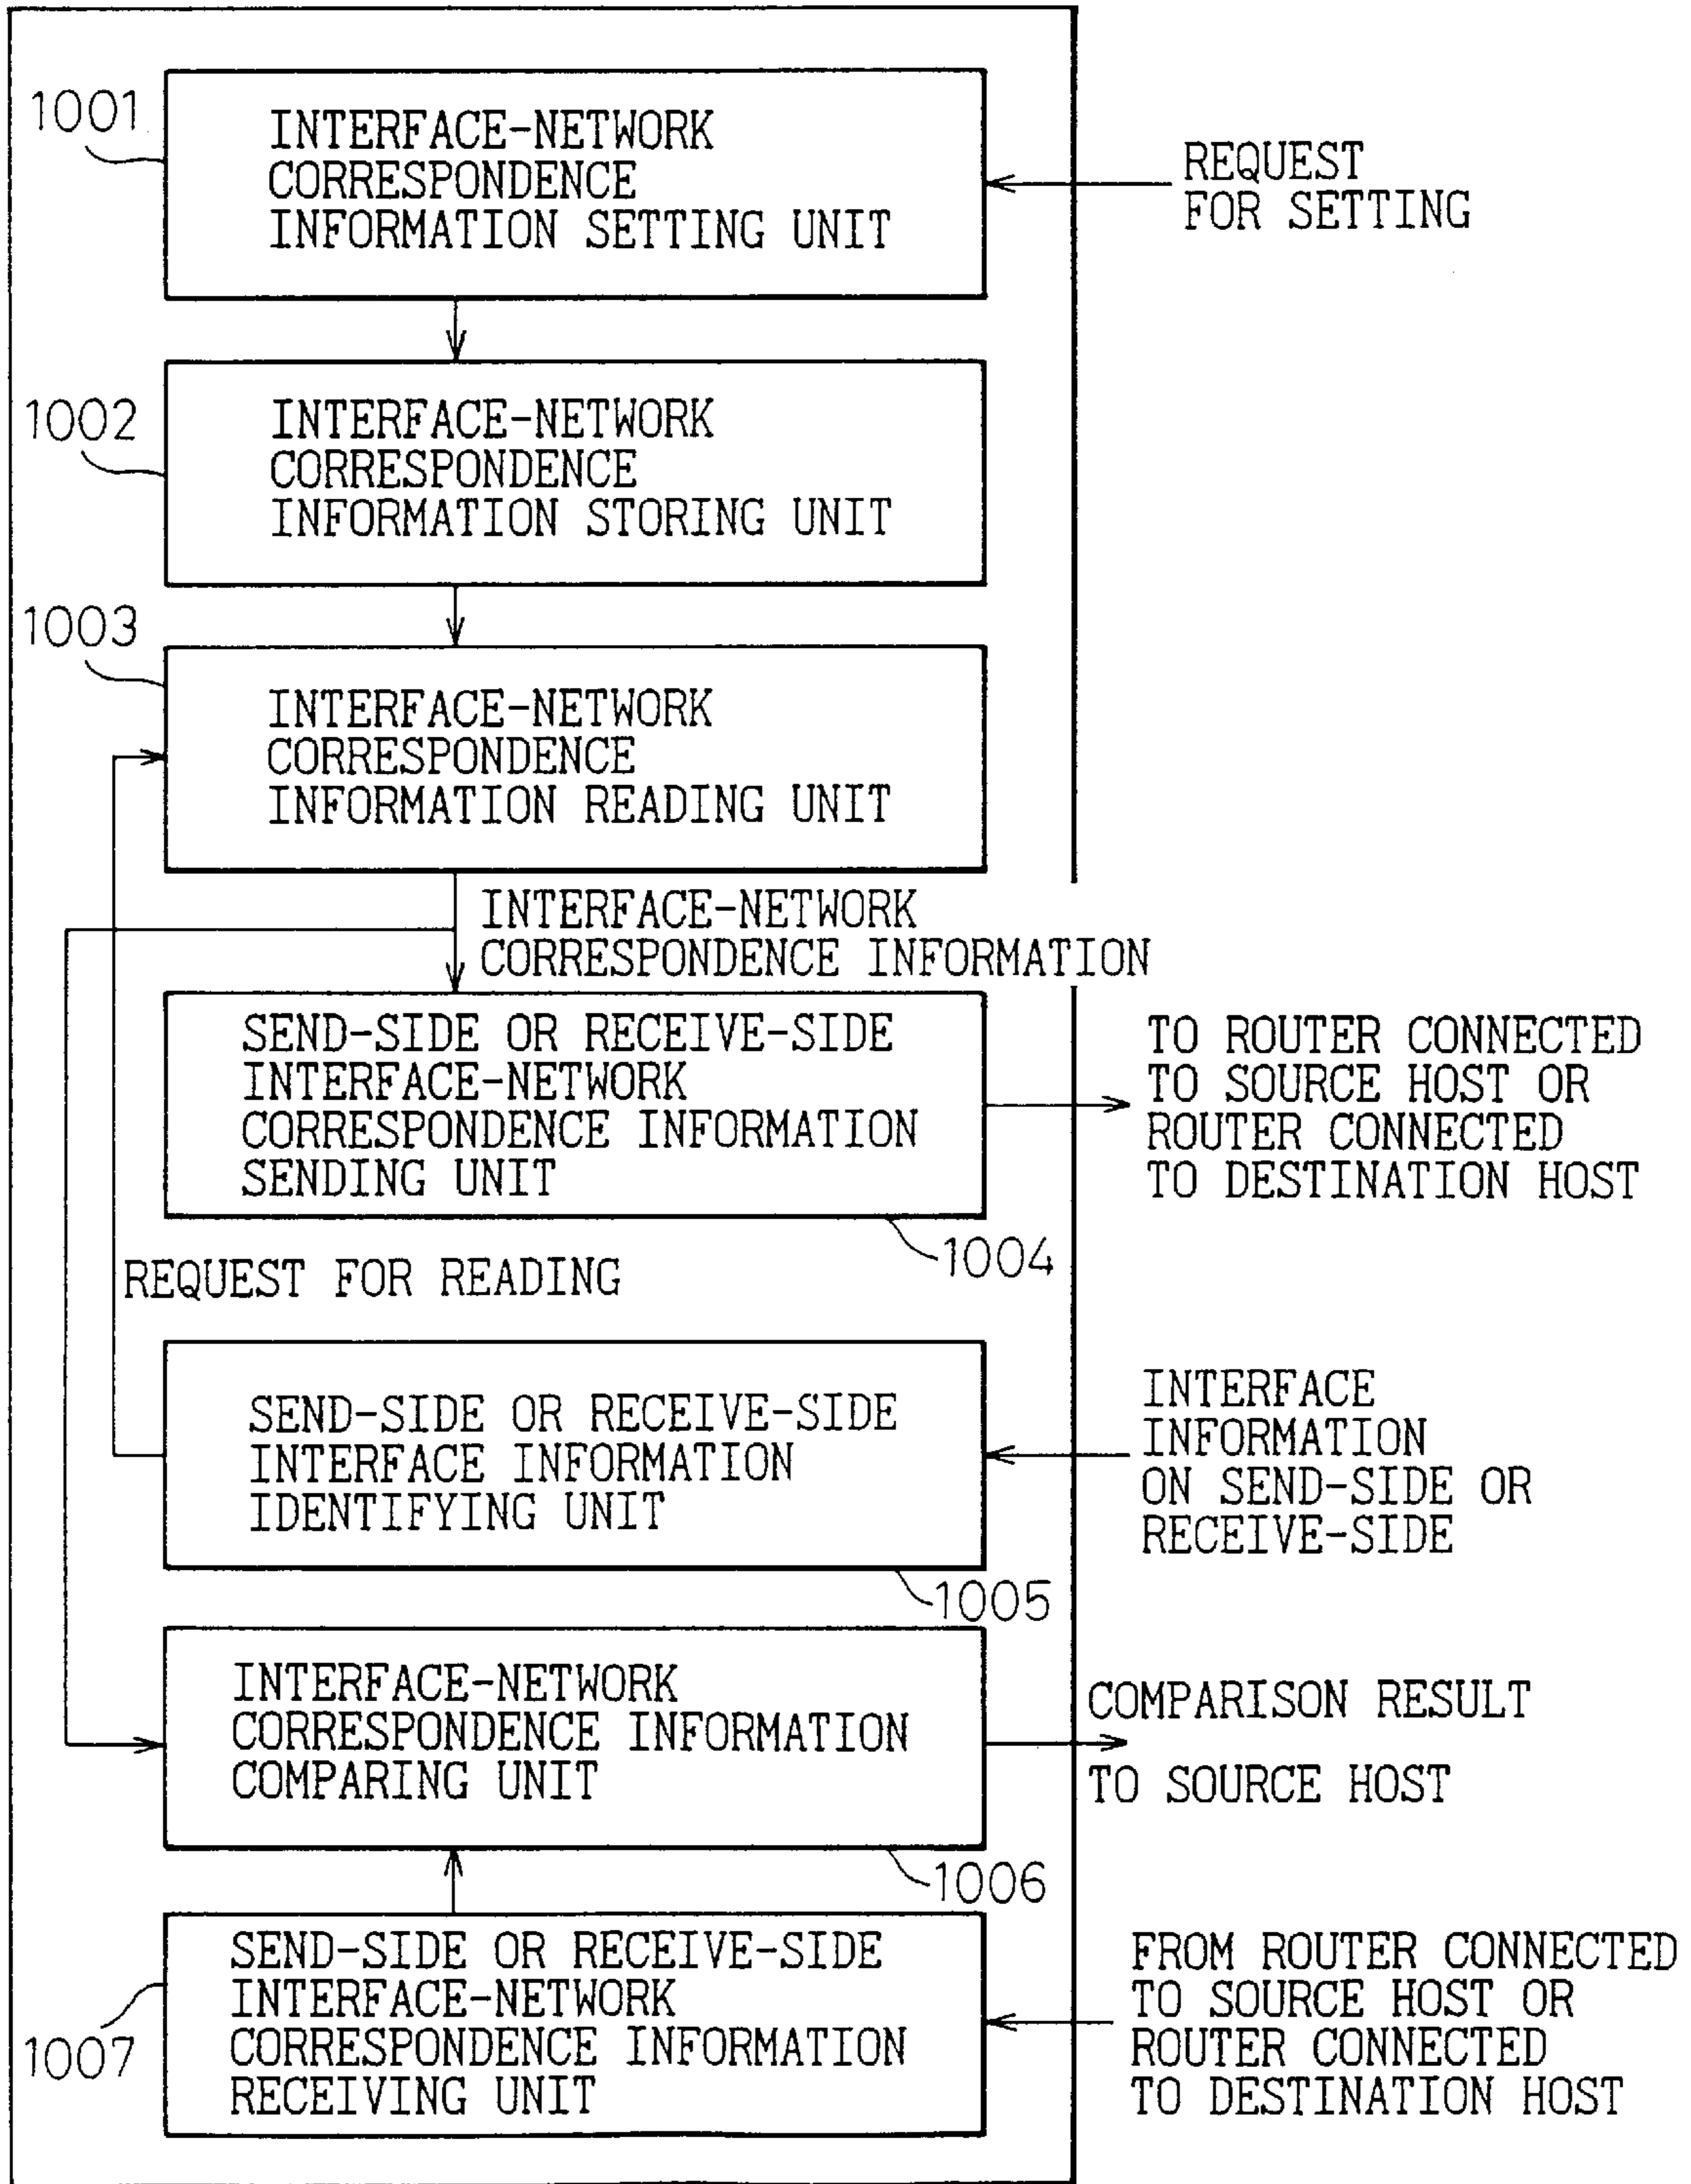 1001
INTERFACE-NETWORK
CORRESPONDENCE
INFORMATION SETTING UNIT
REQUEST
FOR SETTING
1002
INTERFACE-NETWORK
CORRESPONDENCE
INFORMATION STORING UNIT
1003
INTERFACE-NETWORK
CORRESPONDENCE
INFORMATION READING UNIT
INTERFACE-NETWORK
CORRESPONDENCE INFORMATION
SEND-SIDE OR RECEIVE-SIDE
INTERFACE-NETWORK
CORRESPONDENCE INFORMATION
SENDING UNIT
TO ROUTER CONNECTED
TO SOURCE HOST OR
ROUTER CONNECTED
TO DESTINATION HOST
1004
REQUEST FOR READING
SEND-SIDE OR RECEIVE-SIDE
INTERFACE INFORMATION
IDENTIFYING UNIT
INTERFACE
INFORMATION
ON SEND-SIDE OR
RECEIVE-SIDE
1005
INTERFACE-NETWORK
CORRESPONDENCE INFORMATION
COMPARING UNIT
COMPARISON RESULT
TO SOURCE HOST
1006
SEND-SIDE OR RECEIVE-SIDE
INTERFACE-NETWORK
CORRESPONDENCE INFORMATION
RECEIVING UNIT
1007
FROM ROUTER CONNECTED
TO SOURCE HOST OR
ROUTER CONNECTED
TO DESTINATION HOST